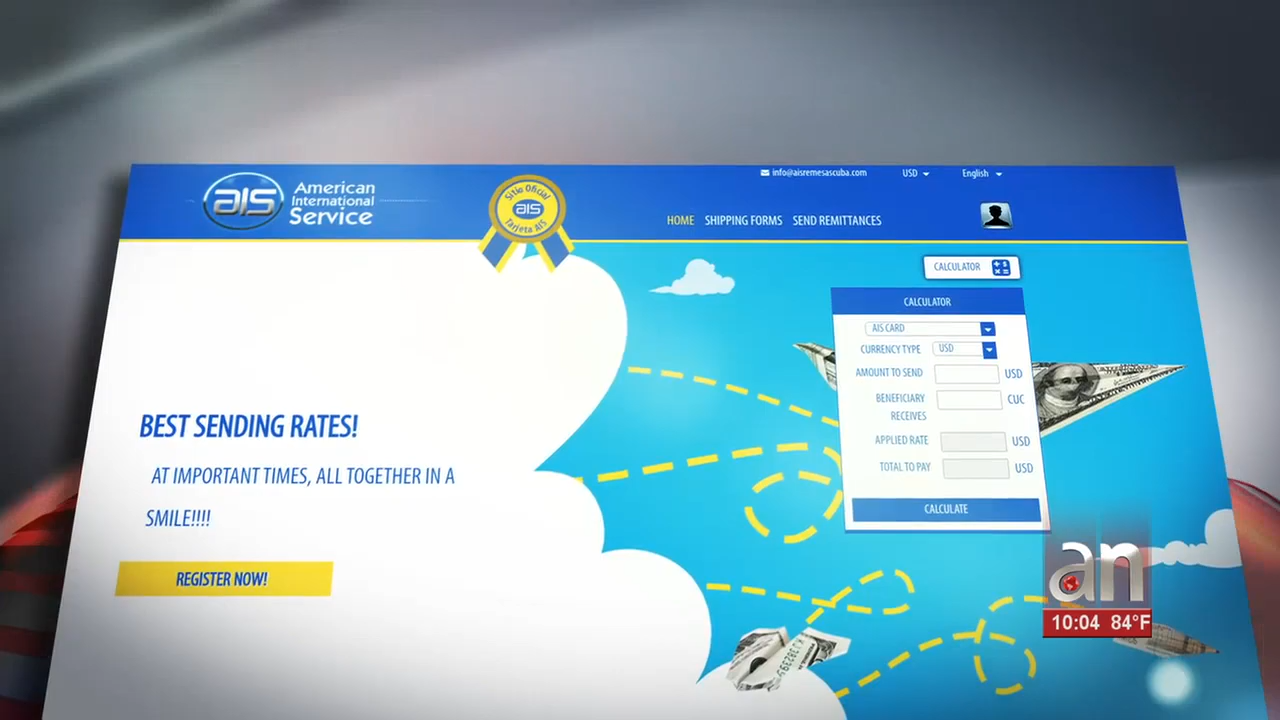 info@aisremesascuba.com
USD
English
AIS
American
International
Service
Sitio Oficial
AIS
Tarjeta AIS
HOME
SHIPPING FORMS
SEND REMITTANCES
CALCULATOR
CALCULATOR
AIS CARD
CURRENCY TYPE
USD
AMOUNT TO SEND
USD
BENEFICIARY
RECEIVES
CUC
APPLIED RATE
USD
TOTAL TO PAY
USD
CALCULATE
BEST SENDING RATES!
AT IMPORTANT TIMES, ALL TOGETHER IN A
SMILE!!!!
REGISTER NOW!
an
10:04 84°F